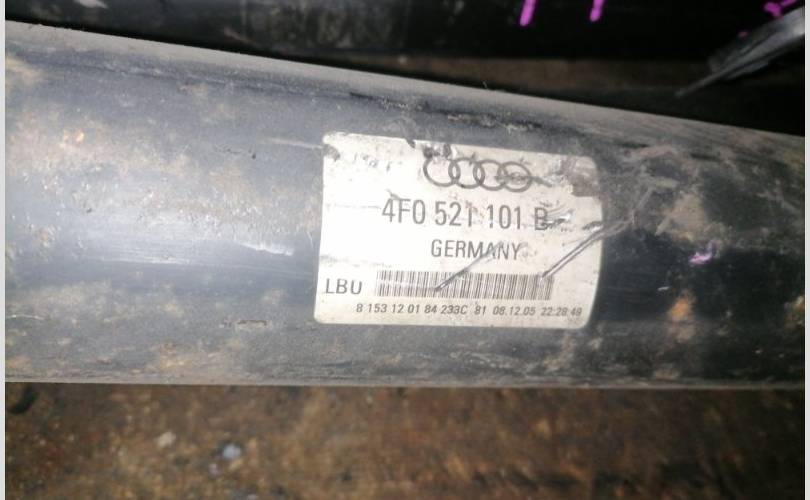 4F0 521 101 B
GERMANY
LBU
8 153 12 01 84 233C 81 08.12.05 22:28:49